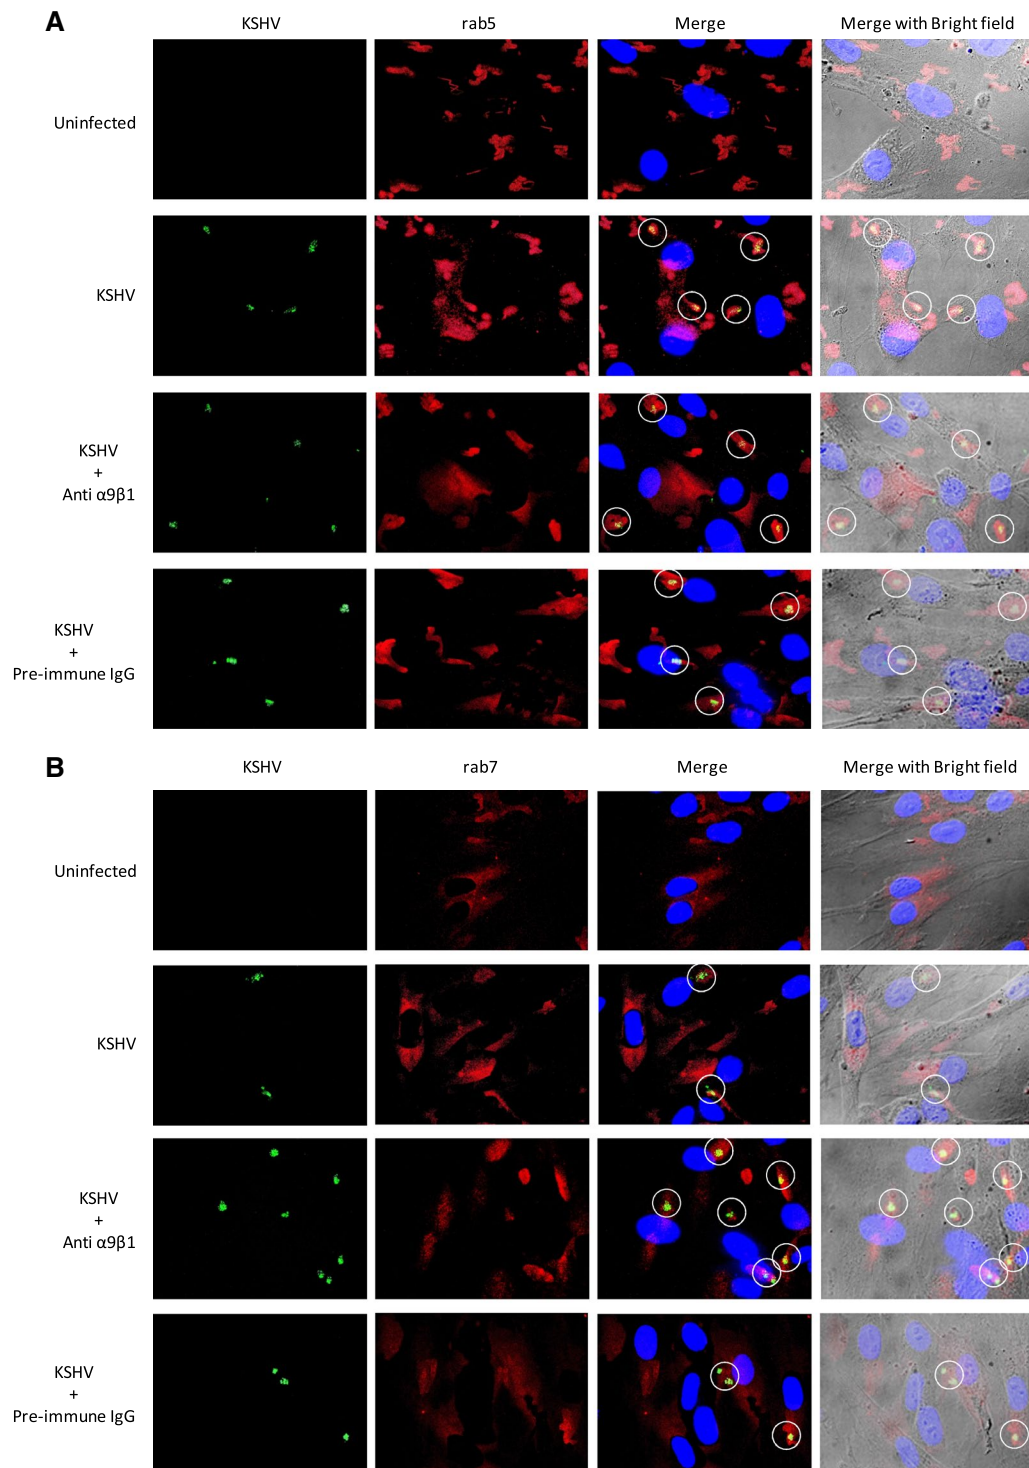 A
KSHV rab5 Merge Merge with Bright field
Uninfected
KSHV
KSHV
+
Anti α9β1
KSHV
+
Pre-immune IgG
B
KSHV rab7 Merge Merge with Bright field
Uninfected
KSHV
KSHV
+
Anti α9β1
KSHV
+
Pre-immune IgG